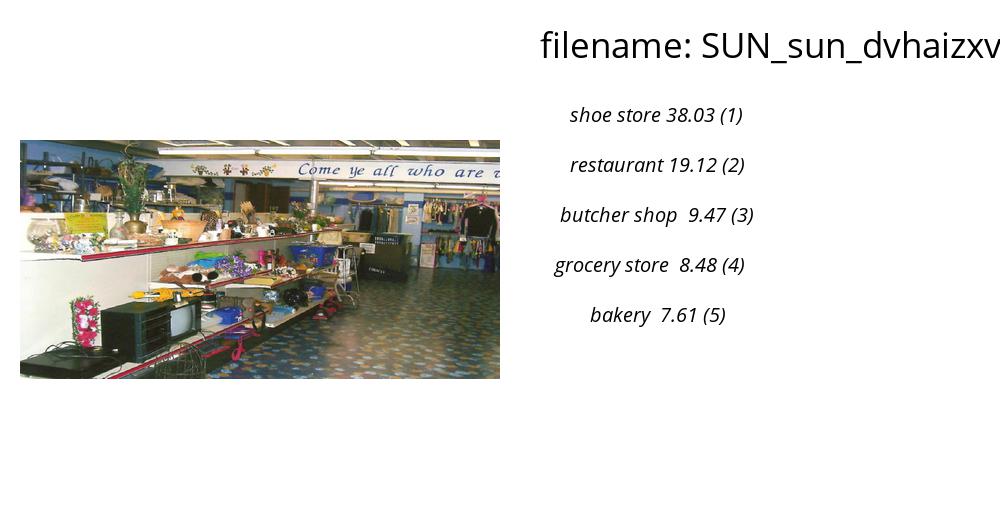 filename: SUN_sun_dvhaizxv
shoe store 38.03 (1)
restaurant 19.12 (2)
butcher shop 9.47 (3)
grocery store 8.48 (4)
bakery 7.61 (5)
Come ye all who are